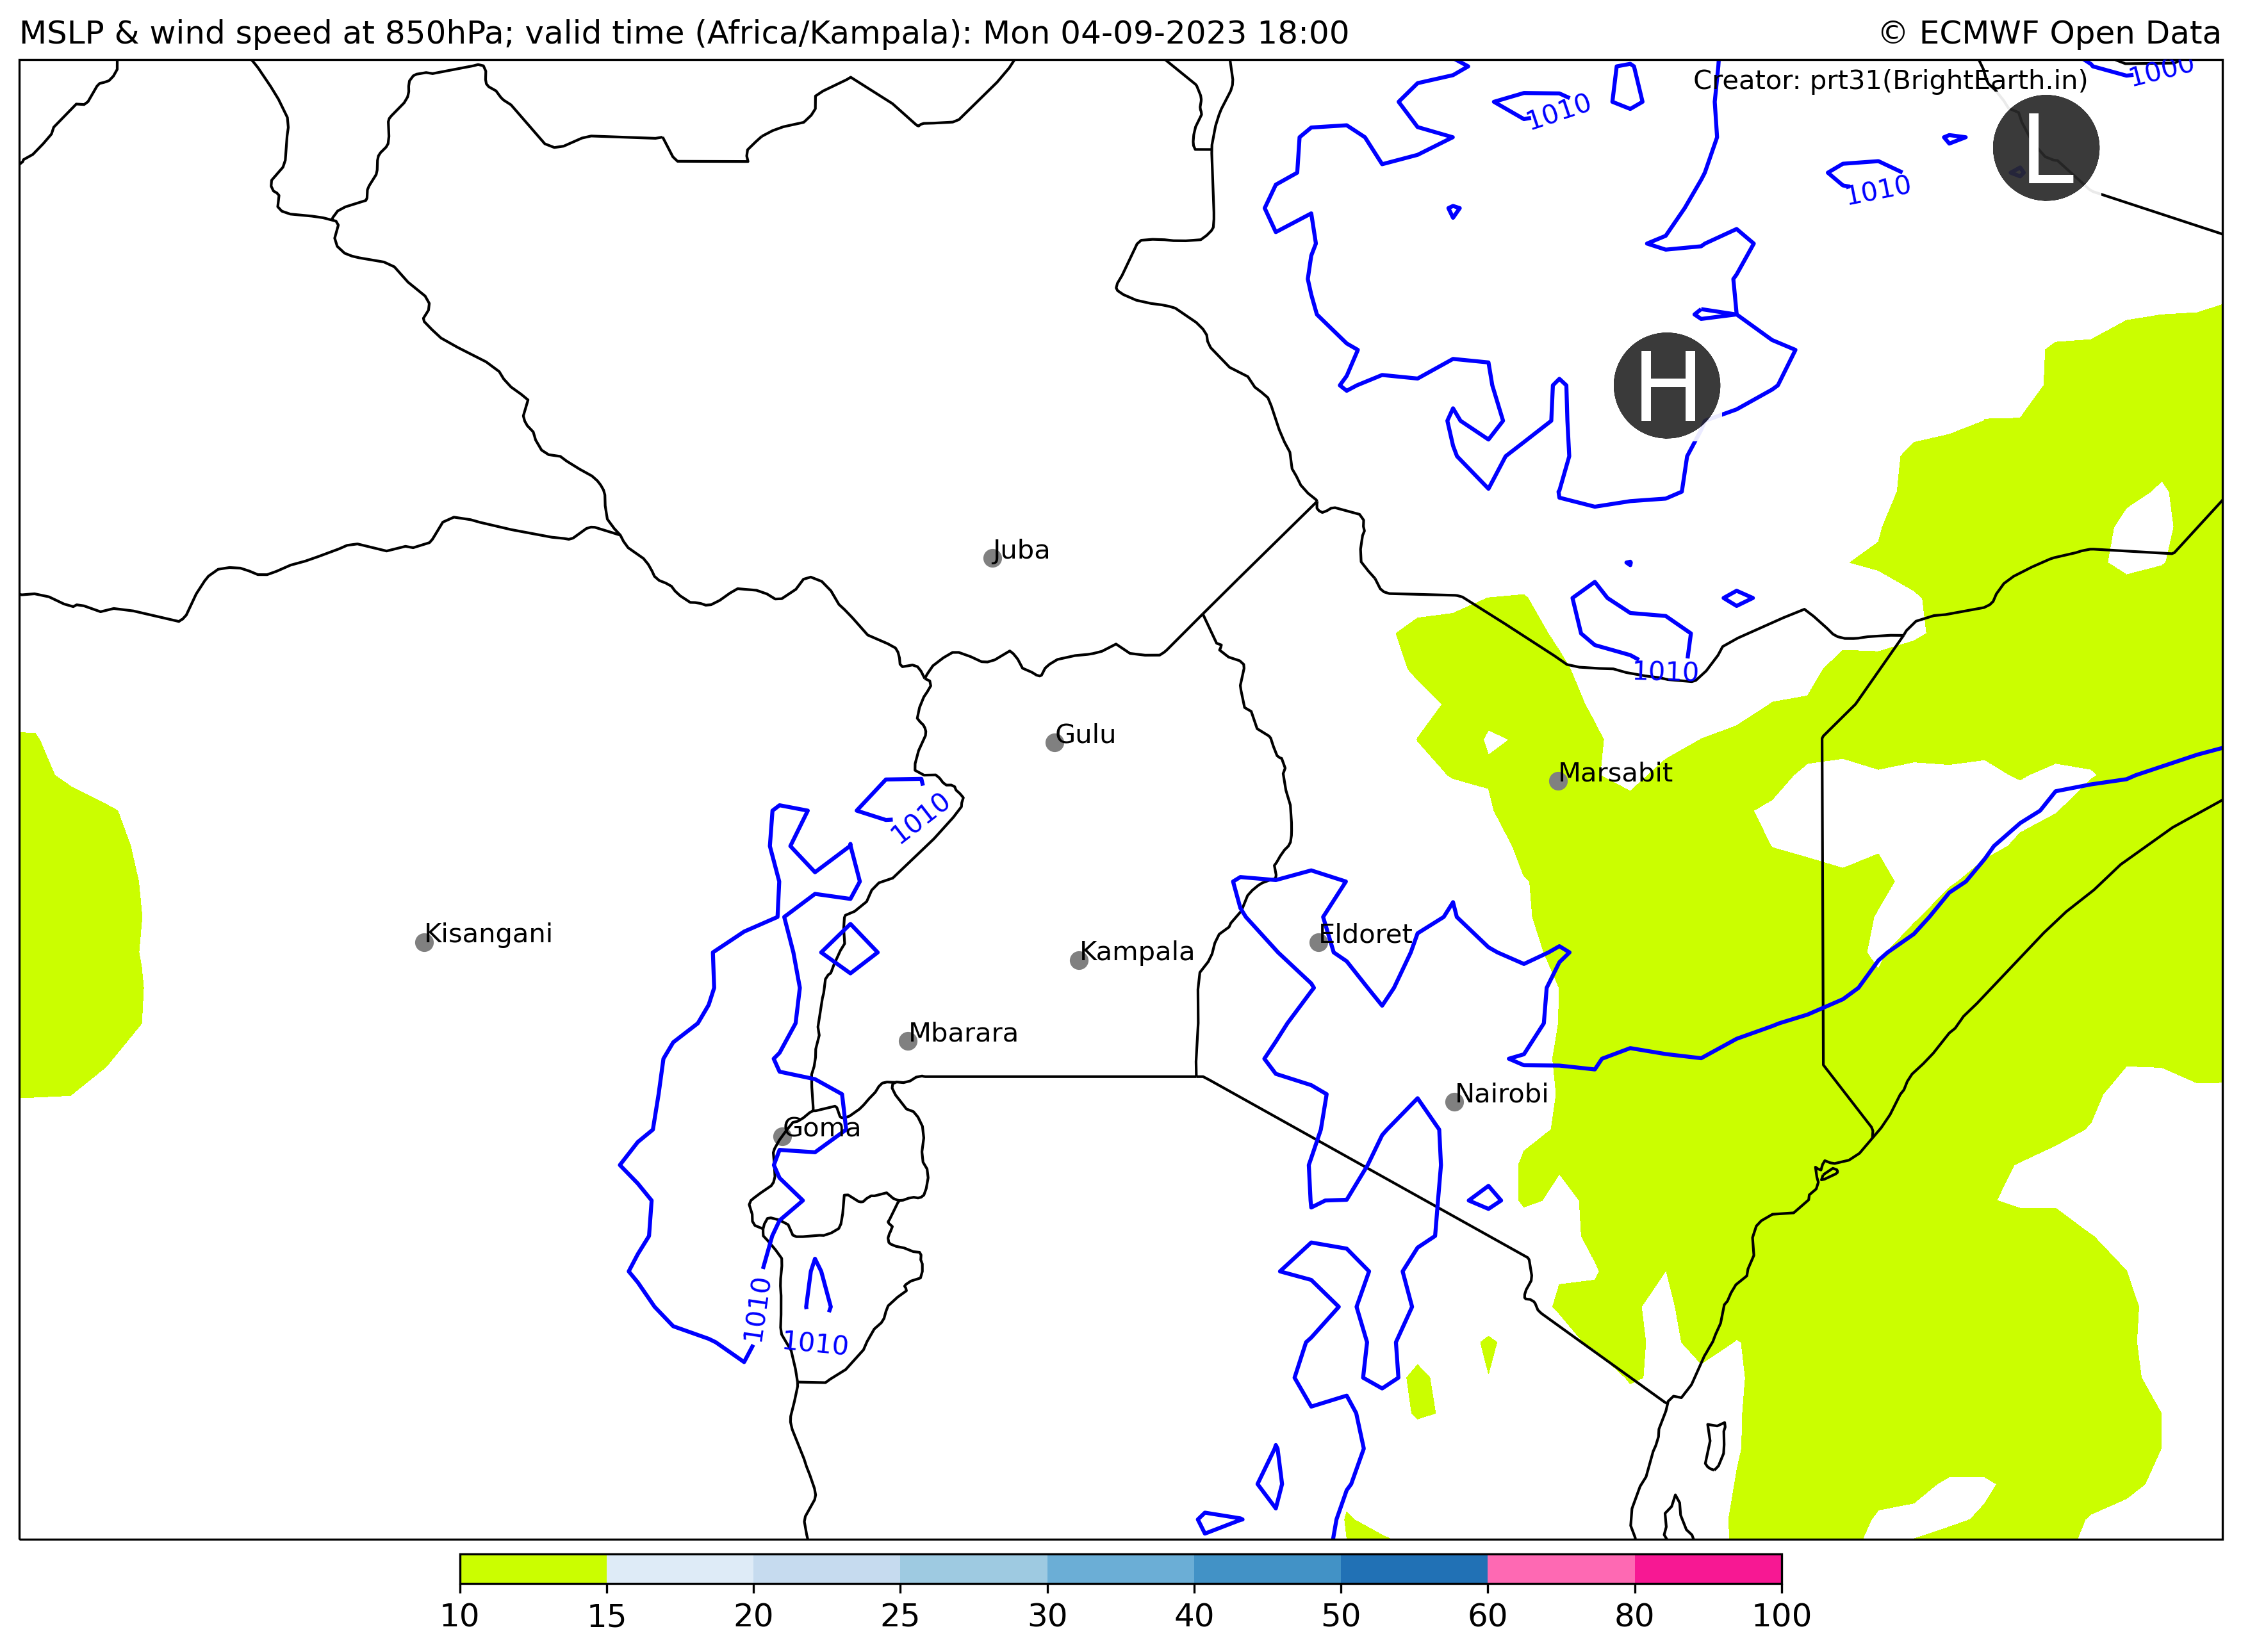 MSLP & wind speed at 850hPa; valid time (Africa/Kampala): Mon 04-09-2023 18:00
© ECMWF Open Data
Creator: prt31(BrightEarth.in)
1000
1010
L
1010
H
Juba
1010
Gulu
Marsabit
1010
Kisangani
Eldoret
Kampala
Mbarara
Nairobi
Goma
1010
1010
10 15 20 25 30 40 50 60 80 100